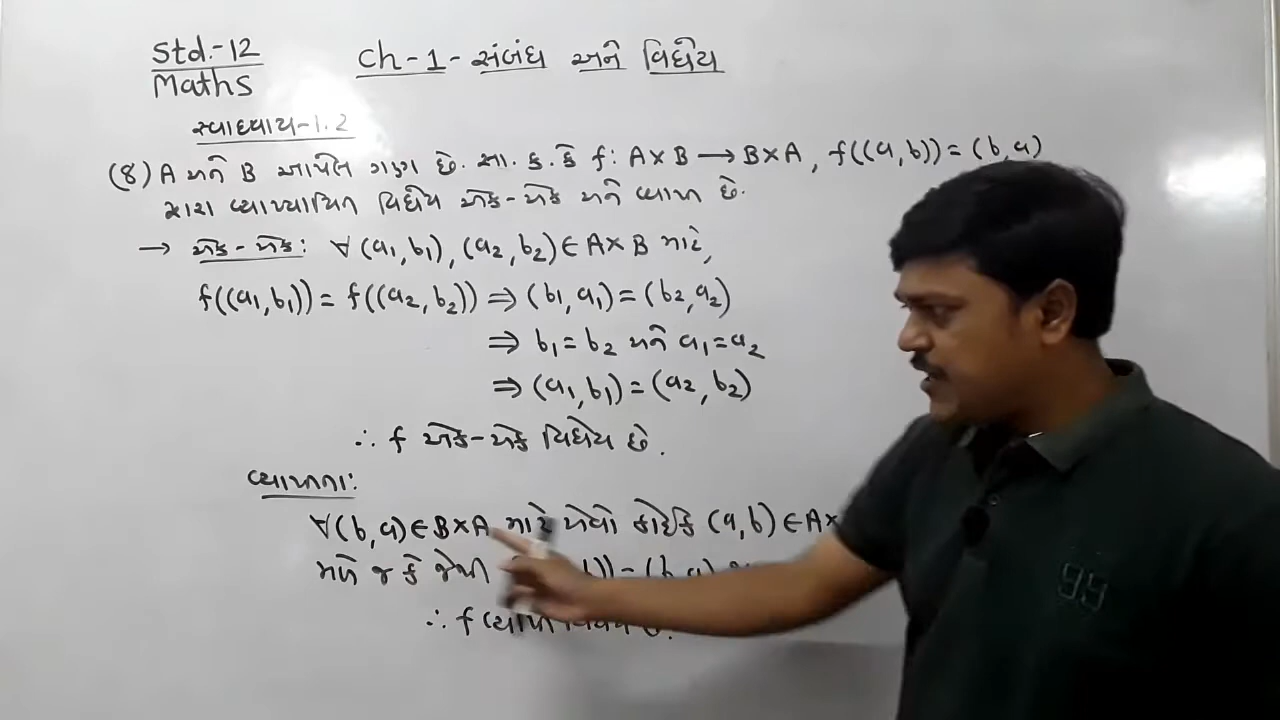 Std.-12
Maths
Ch-1-સંબંધ અને વિધેય
સ્વાધ્યાય-1.2
(8) A અને B આપેલ ગણ છે. સા. ક. કે f: A×B → B×A, f((a,b)) = (b,a)
દ્વારા વ્યાખ્યાયિત વિધેય એક-એક અને વ્યાપ્ત છે.
→ એક-એક: ∀ (a₁,b₁), (a₂,b₂) ∈ A×B માટે,
f((a₁,b₁)) = f((a₂,b₂)) ⇒ (b₁,a₁) = (b₂,a₂)
⇒ b₁ = b₂ અને a₁ = a₂
⇒ (a₁,b₁) = (a₂,b₂)
∴ f એક-એક વિધેય છે.
વ્યાપ્તતા:
∀(b,a) ∈ B×A માટે એવો કોઈક (a,b) ∈ A×
મળે જ કે જેથી )) = (b,a)
∴ f વ્યાપ્ત છે.
99